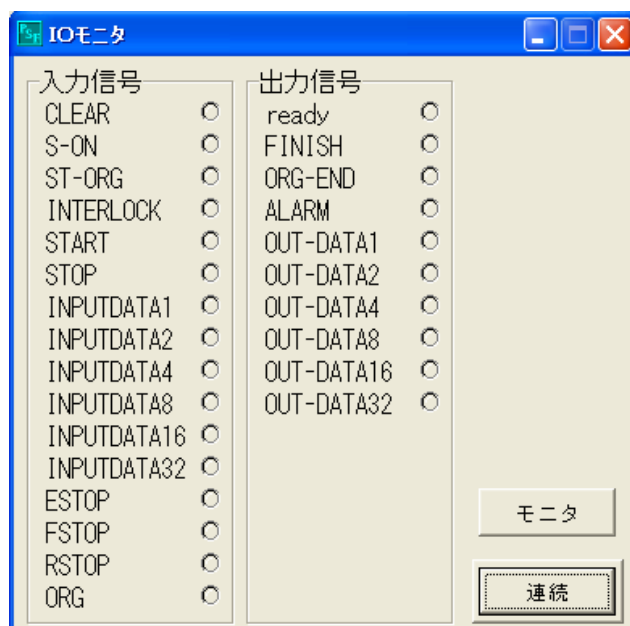 IOモニタ
入力信号
CLEAR
S-ON
ST-ORG
INTERLOCK
START
STOP
INPUTDATA1
INPUTDATA2
INPUTDATA4
INPUTDATA8
INPUTDATA16
INPUTDATA32
ESTOP
FSTOP
RSTOP
ORG
出力信号
ready
FINISH
ORG-END
ALARM
OUT-DATA1
OUT-DATA2
OUT-DATA4
OUT-DATA8
OUT-DATA16
OUT-DATA32
モニタ
連続